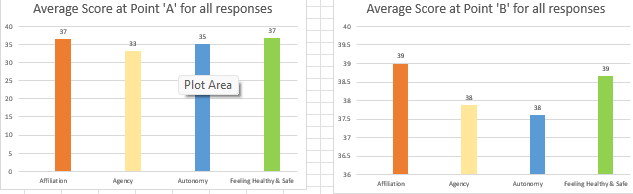 Average Score at Point 'A' for all responses
40
35
30
25
20
15
10
5
0
37
33
35
37
Plot Area
Affiliation
Agency
Autonomy
Feeling Healthy & Safe
Average Score at Point 'B' for all responses
40
39.5
39
38.5
38
37.5
37
36.5
36
39
38
38
39
Affiliation
Agency
Autonomy
Feeling Healthy & Safe